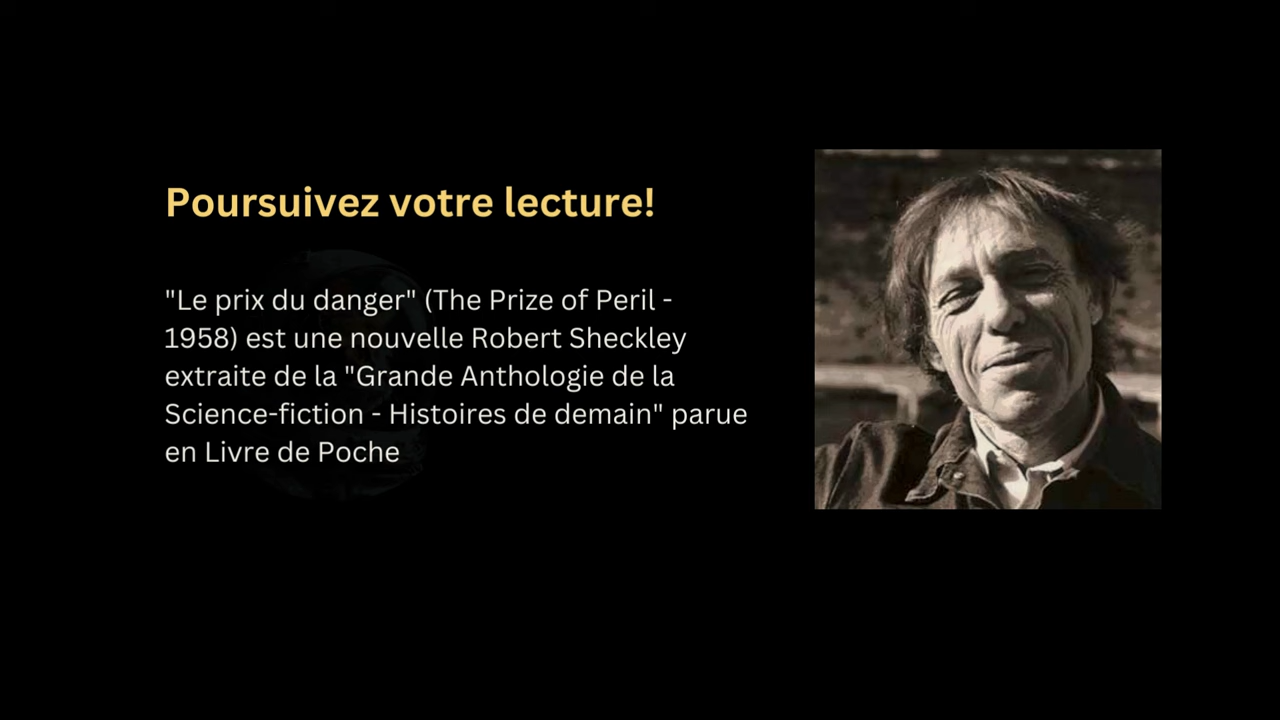 Poursuivez votre lecture!
"Le prix du danger" (The Prize of Peril -
1958) est une nouvelle Robert Sheckley
extraite de la "Grande Anthologie de la
Science-fiction - Histoires de demain" parue
en Livre de Poche